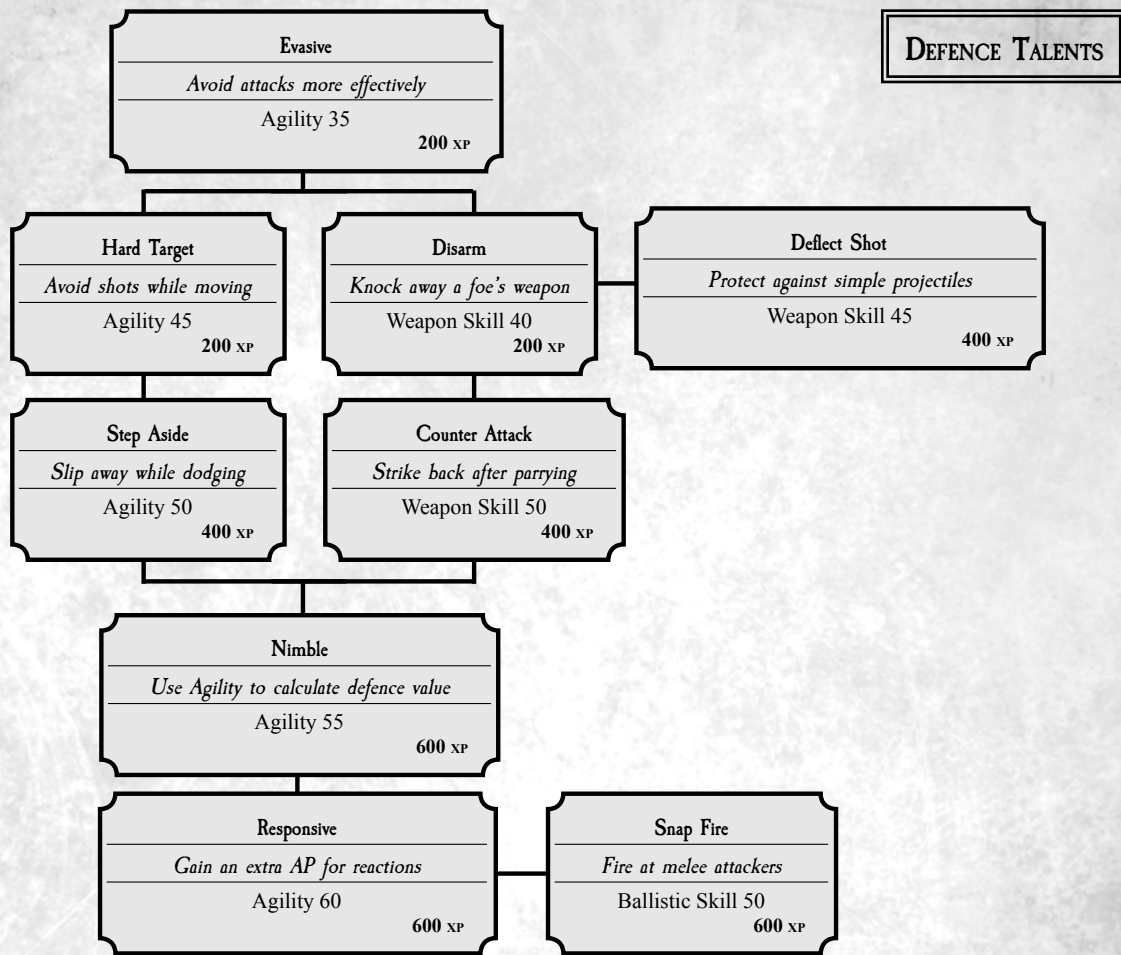 DEFENCE TALENTS
Evasive
Avoid attacks more effectively
Agility 35
200 XP
Hard Target
Avoid shots while moving
Agility 45
200 XP
Disarm
Knock away a foe's weapon
Weapon Skill 40
200 XP
Deflect Shot
Protect against simple projectiles
Weapon Skill 45
400 XP
Step Aside
Slip away while dodging
Agility 50
400 XP
Counter Attack
Strike back after parrying
Weapon Skill 50
400 XP
Nimble
Use Agility to calculate defence value
Agility 55
600 XP
Responsive
Gain an extra AP for reactions
Agility 60
600 XP
Snap Fire
Fire at melee attackers
Ballistic Skill 50
600 XP